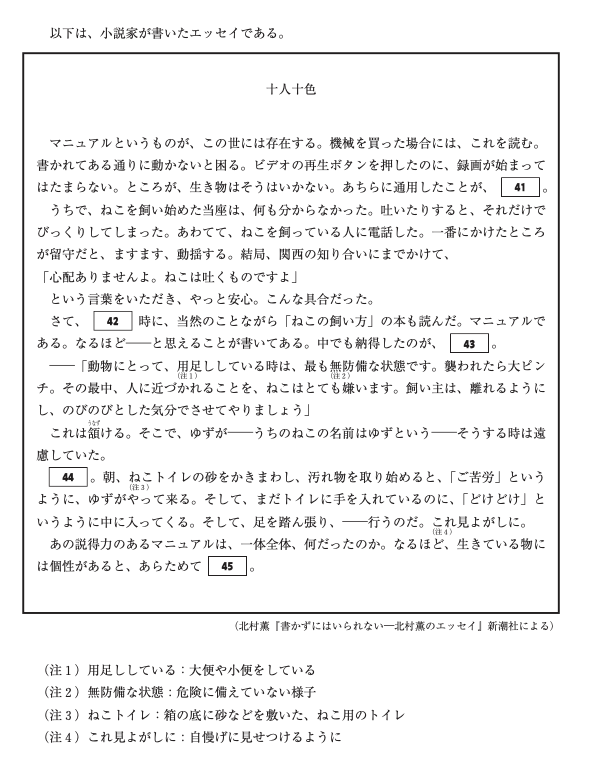 以下は、小説家が書いたエッセイである。
十人十色
マニュアルというものが、この世には存在する。機械を買った場合には、これを読む。
書かれてある通りに動かないと困る。ビデオの再生ボタンを押したのに、録画が始まって
はたまらない。ところが、生き物はそうはいかない。あちらに通用したことが、 41 。
うちで、ねこを飼い始めた当座は、何も分からなかった。吐いたりすると、それだけで
びっくりしてしまった。あわてて、ねこを飼っている人に電話した。一番にかけたところ
が留守だと、ますます、動揺する。結局、関西の知り合いにまでかけて、
「心配ありませんよ。ねこは吐くものですよ」
という言葉をいただき、やっと安心。こんな具合だった。
さて、 42 時に、当然のことながら「ねこの飼い方」の本も読んだ。マニュアルで
ある。なるほど――と思えることが書いてある。中でも納得したのが、 43 。
――「動物にとって、用足ししている時は、最も無防備な状態です。襲われたら大ピン
(注1) (注2)
チ。その最中、人に近づかれることを、ねこはとても嫌います。飼い主は、離れるように
し、のびのびとした気分でさせてやりましょう」
うなず
これは頷ける。そこで、ゆずが――うちのねこの名前はゆずという――そうする時は遠
慮していた。
44 。朝、ねこトイレの砂をかきまわし、汚れ物を取り始めると、「ご苦労」という
(注3)
ように、ゆずがやって来る。そして、まだトイレに手を入れているのに、「どけどけ」と
いうように中に入ってくる。そして、足を踏ん張り、――行うのだ。これ見よがしに。
(注4)
あの説得力のあるマニュアルは、一体全体、何だったのか。なるほど、生きている物に
は個性があると、あらためて 45 。
（北村薫『書かずにはいられない―北村薫のエッセイ』新潮社による）
（注1）用足ししている：大便や小便をしている
（注2）無防備な状態：危険に備えていない様子
（注3）ねこトイレ：箱の底に砂などを敷いた、ねこ用のトイレ
（注4）これ見よがしに：自慢げに見せつけるように